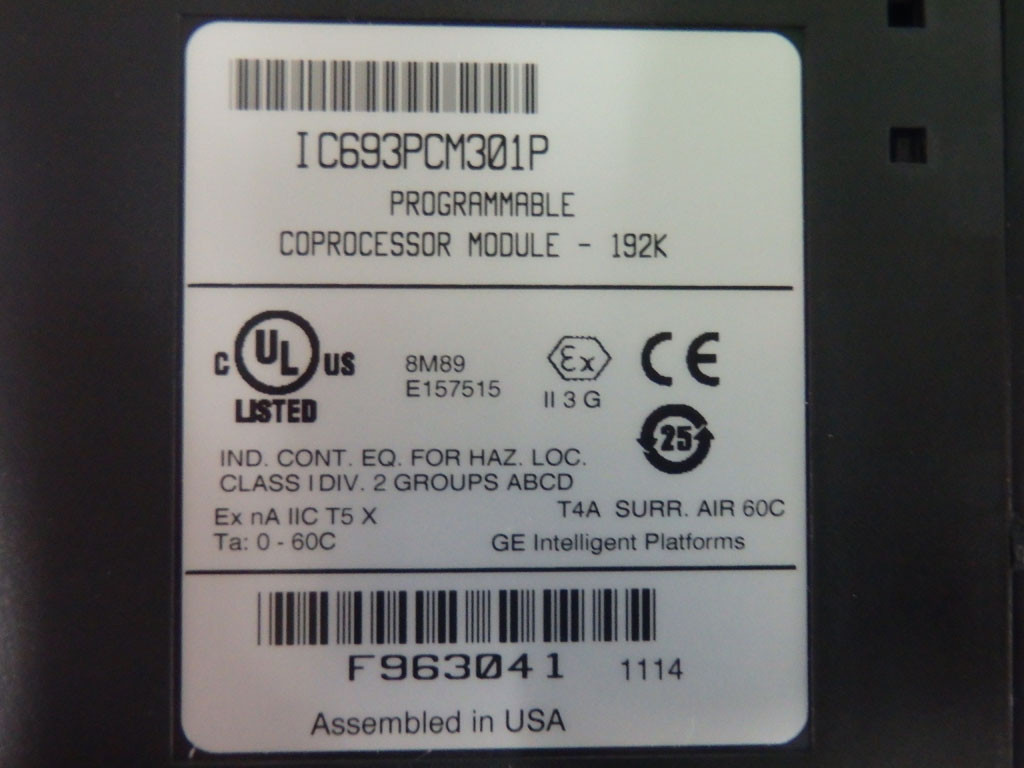 IC693PCM301P
PROGRAMMABLE
COPROCESSOR MODULE - 192K
C UL US
LISTED
8M89
E157515
Ex
II 3 G
CE
25
IND. CONT. EQ. FOR HAZ. LOC.
CLASS I DIV. 2 GROUPS ABCD
T4A SURR. AIR 60C
Ex nA IIC T5 X
Ta: 0 - 60C
GE Intelligent Platforms
F963041 1114
Assembled in USA